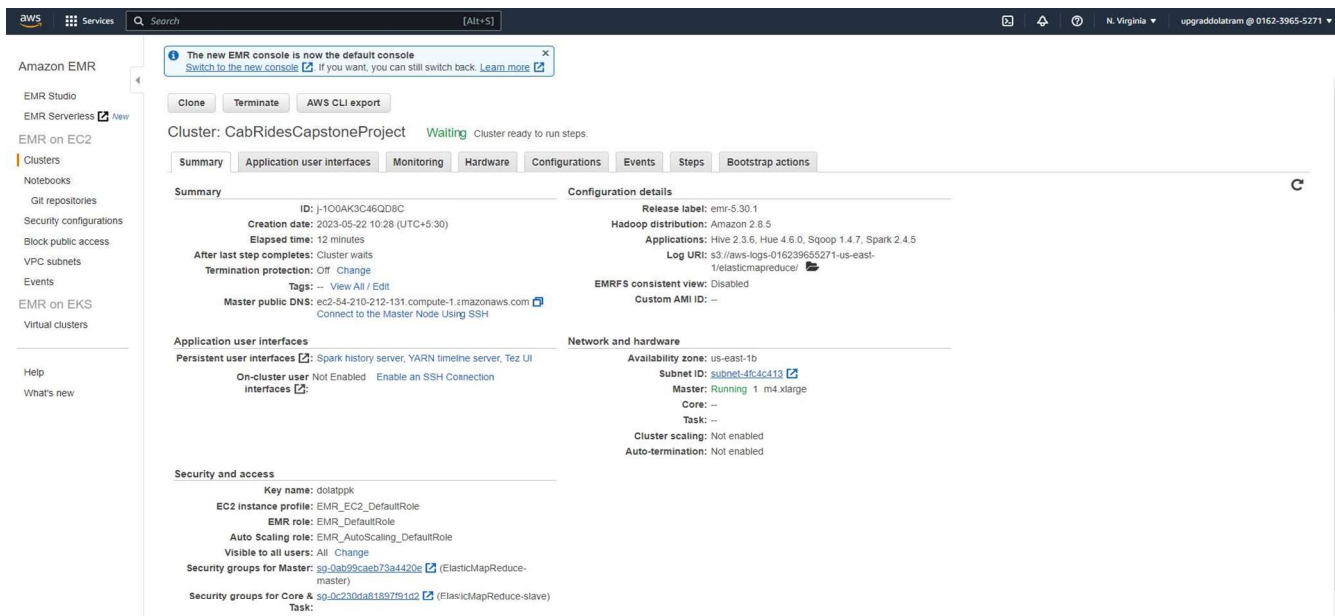 aws Services Search [Alt+S] N. Virginia upgraddolatram @ 0162-3965-5271
Amazon EMR
EMR Studio
EMR Serverless New
EMR on EC2
Clusters
Notebooks
Git repositories
Security configurations
Block public access
VPC subnets
Events
EMR on EKS
Virtual clusters
Help
What's new
The new EMR console is now the default console
Switch to the new console. If you want, you can still switch back. Learn more
Clone Terminate AWS CLI export
Cluster: CabRidesCapstoneProject Waiting Cluster ready to run steps.
Summary Application user interfaces Monitoring Hardware Configurations Events Steps Bootstrap actions
Summary
ID: j-1O0AK3C46QD8C
Creation date: 2023-05-22 10:28 (UTC+5:30)
Elapsed time: 12 minutes
After last step completes: Cluster waits
Termination protection: Off Change
Tags: -- View All / Edit
Master public DNS: ec2-54-210-212-131.compute-1.amazonaws.com
Connect to the Master Node Using SSH
Configuration details
Release label: emr-5.30.1
Hadoop distribution: Amazon 2.8.5
Applications: Hive 2.3.6, Hue 4.6.0, Sqoop 1.4.7, Spark 2.4.5
Log URI: s3://aws-logs-016239655271-us-east-
1/elasticmapreduce/
EMRFS consistent view: Disabled
Custom AMI ID: --
Application user interfaces
Persistent user interfaces : Spark history server, YARN timeline server, Tez UI
On-cluster user Not Enabled Enable an SSH Connection
interfaces :
Network and hardware
Availability zone: us-east-1b
Subnet ID: subnet-4fc4c413
Master: Running 1 m4.xlarge
Core: --
Task: --
Cluster scaling: Not enabled
Auto-termination: Not enabled
Security and access
Key name: dolatppk
EC2 instance profile: EMR_EC2_DefaultRole
EMR role: EMR_DefaultRole
Auto Scaling role: EMR_AutoScaling_DefaultRole
Visible to all users: All Change
Security groups for Master: sg-0ab99caeb73a4420e (ElasticMapReduce-
master)
Security groups for Core & sg-0c230da81897f91d2 (ElasticMapReduce-slave)
Task: